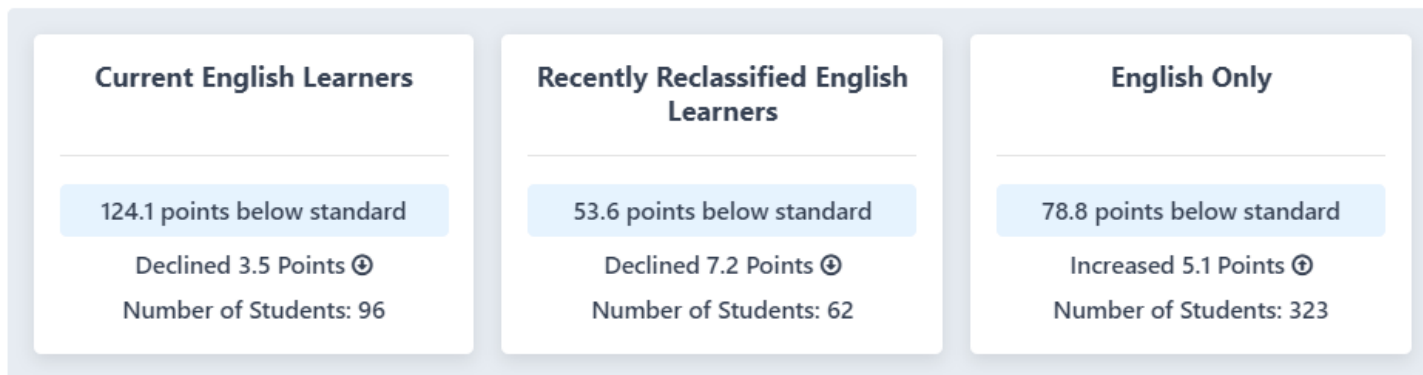 Current English Learners
124.1 points below standard
Declined 3.5 Points
Number of Students: 96
Recently Reclassified English
Learners
53.6 points below standard
Declined 7.2 Points
Number of Students: 62
English Only
78.8 points below standard
Increased 5.1 Points
Number of Students: 323